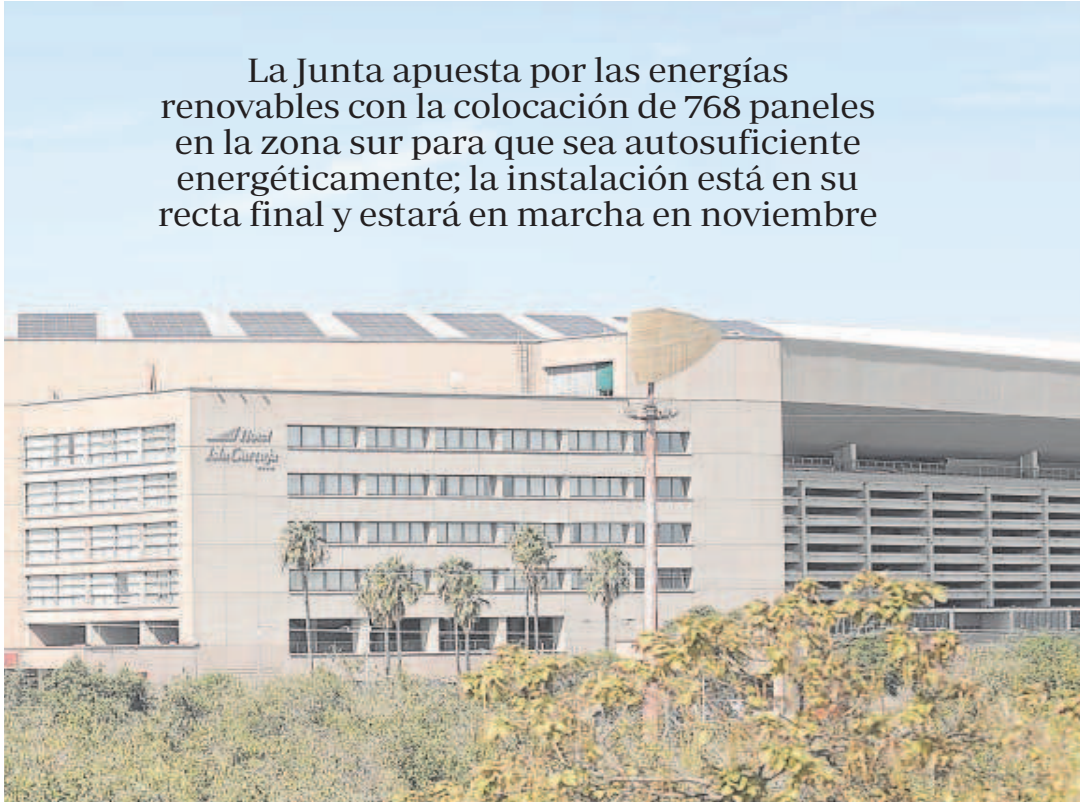 La Junta apuesta por las energías
renovables con la colocación de 768 paneles
en la zona sur para que sea autosuficiente
energéticamente; la instalación está en su
recta final y estará en marcha en noviembre
Hotel
Isla Cartuja